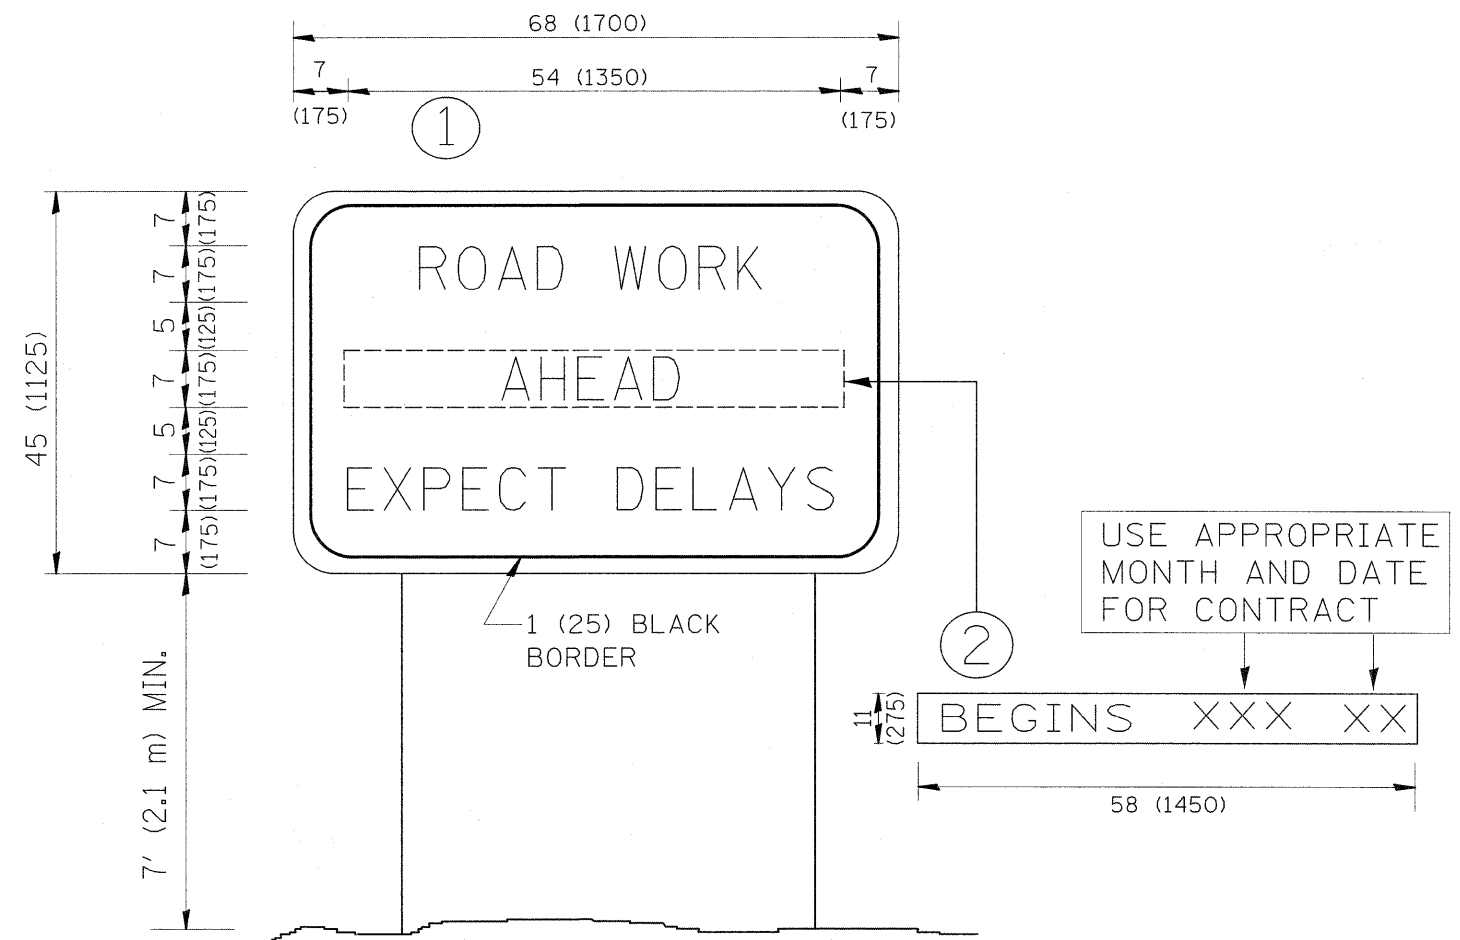 68 (1700)
7
54 (1350)
7
(175)
(175)
1
45 (1125)
7
(175)
7
(175)
5
(125)
7
(175)
5
(125)
7
(175)
7
(175)
7' (2.1 m) MIN.
ROAD WORK
AHEAD
EXPECT DELAYS
1 (25) BLACK
BORDER
2
USE APPROPRIATE
MONTH AND DATE
FOR CONTRACT
11
(275)
BEGINS XXX XX
58 (1450)